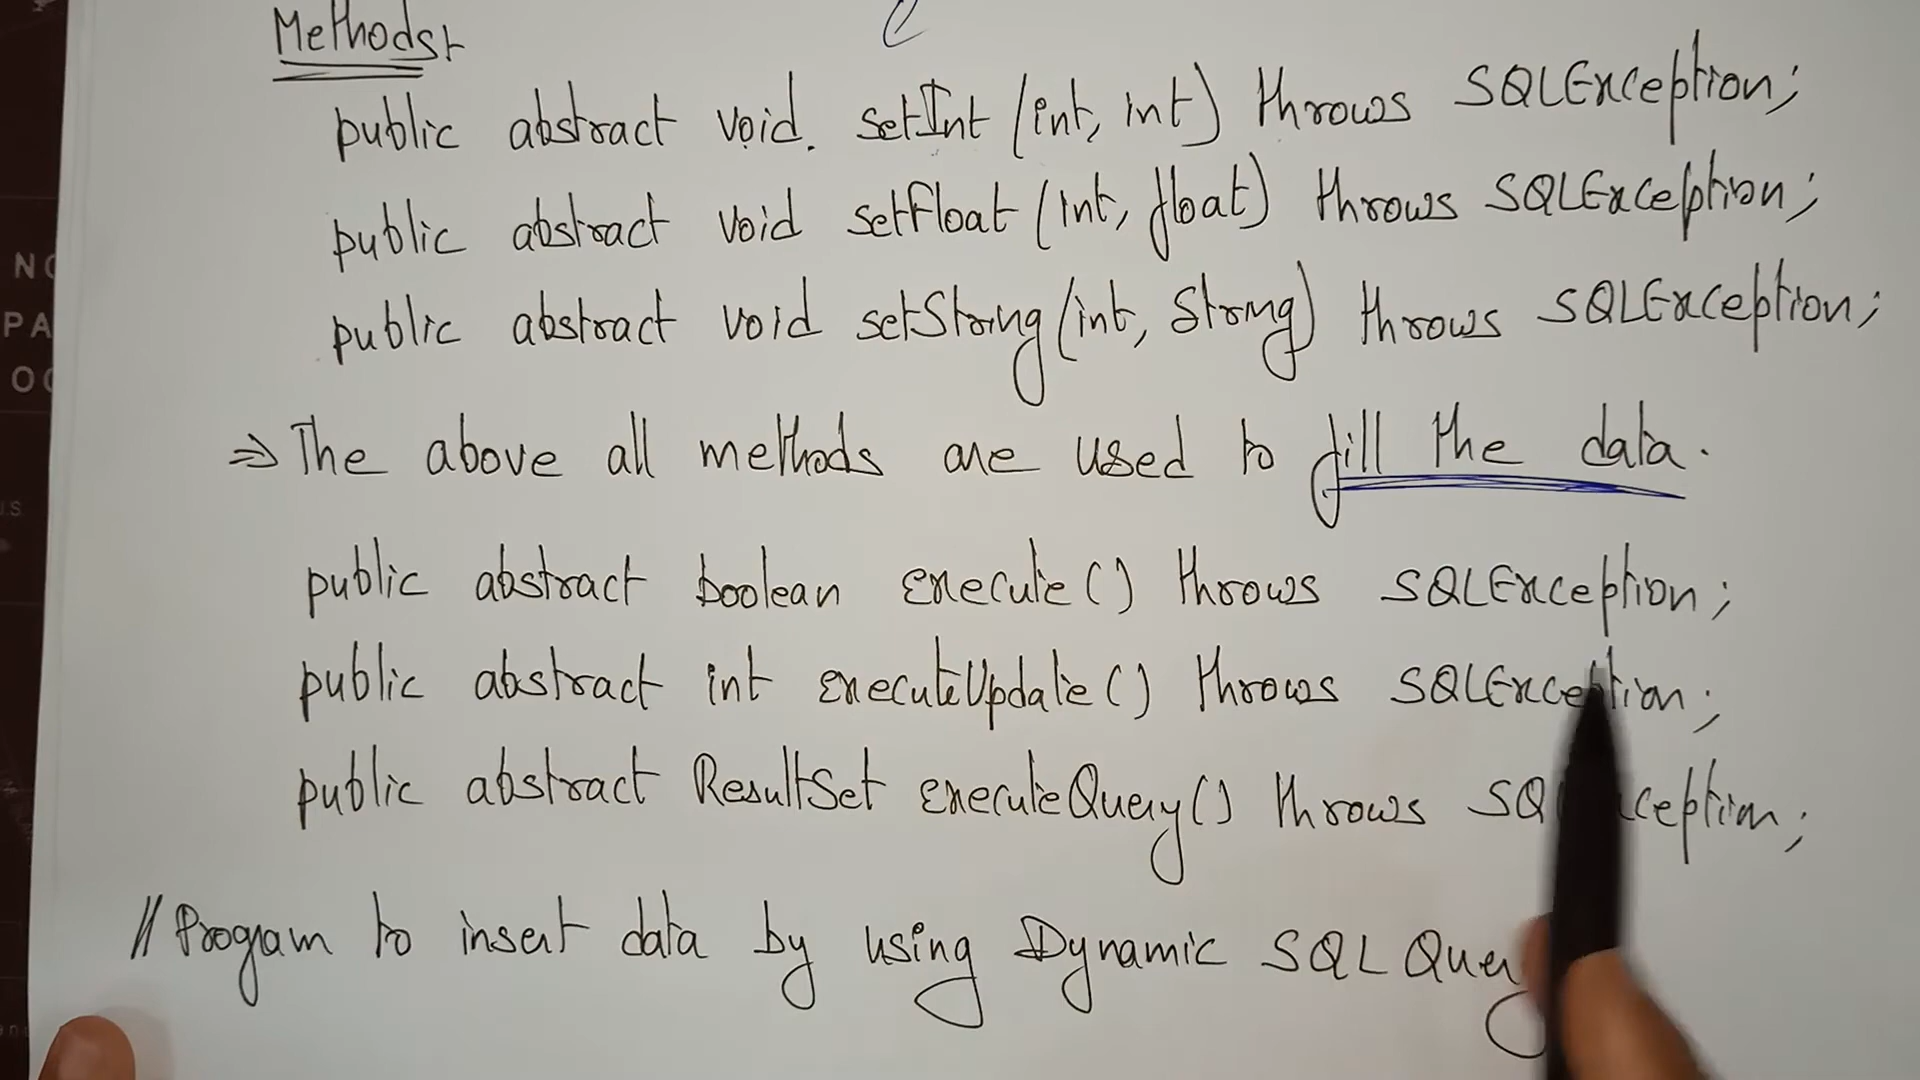 Methods:-
public abstract void. setInt (int, int) throws SQLException;
public abstract void setFloat (int, float) throws SQLException;
public abstract void setString (int, String) throws SQLException;
⇒ The above all methods are used to fill the data.
public abstract boolean execute() throws SQLException;
public abstract int executeUpdate() throws SQLException;
public abstract ResultSet executeQuery() throws
// Program to insert data by using Dynamic SQL
NO
PA